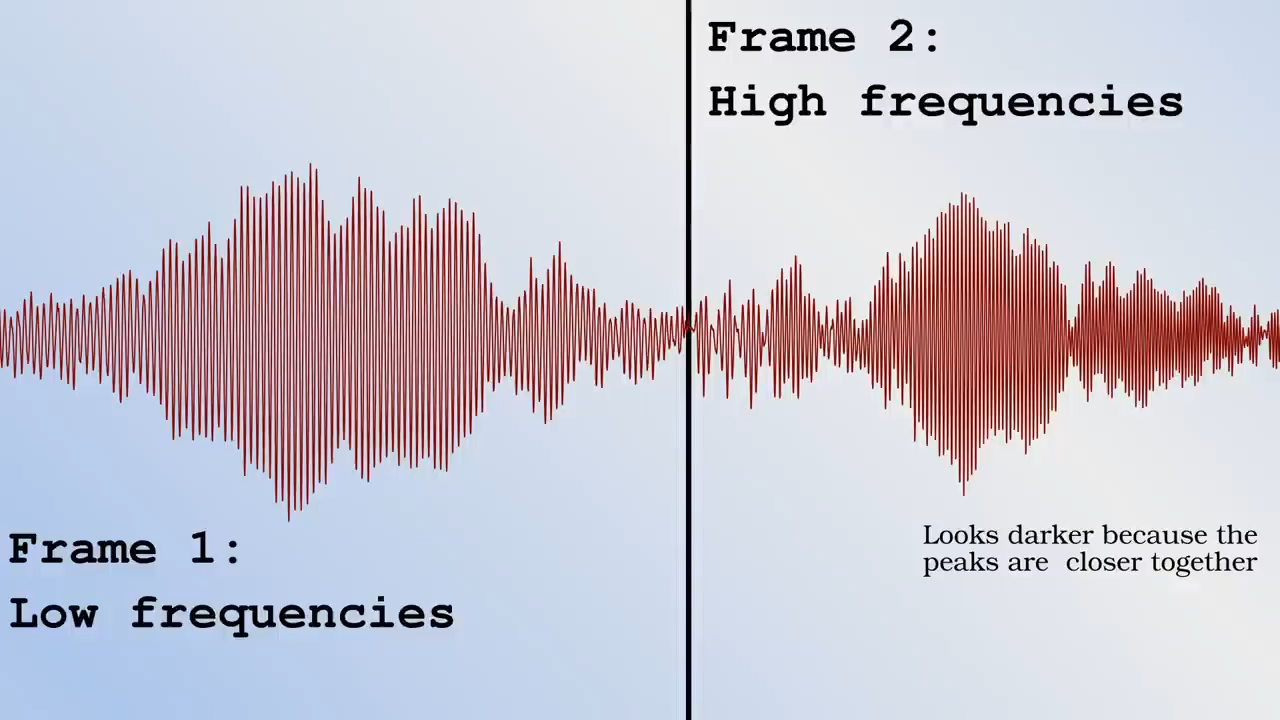 Frame 1:
Low frequencies
Frame 2:
High frequencies
Looks darker because the
peaks are  closer together